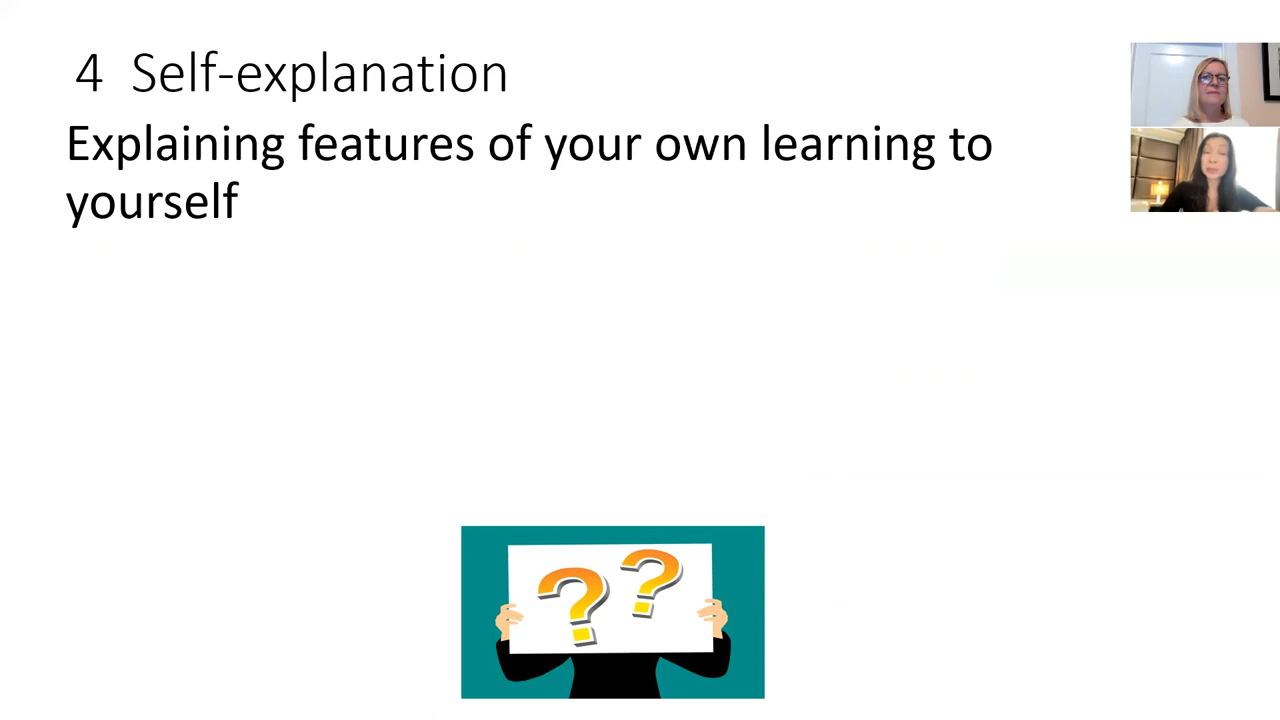 4 Self-explanation
Explaining features of your own learning to
yourself
? ?